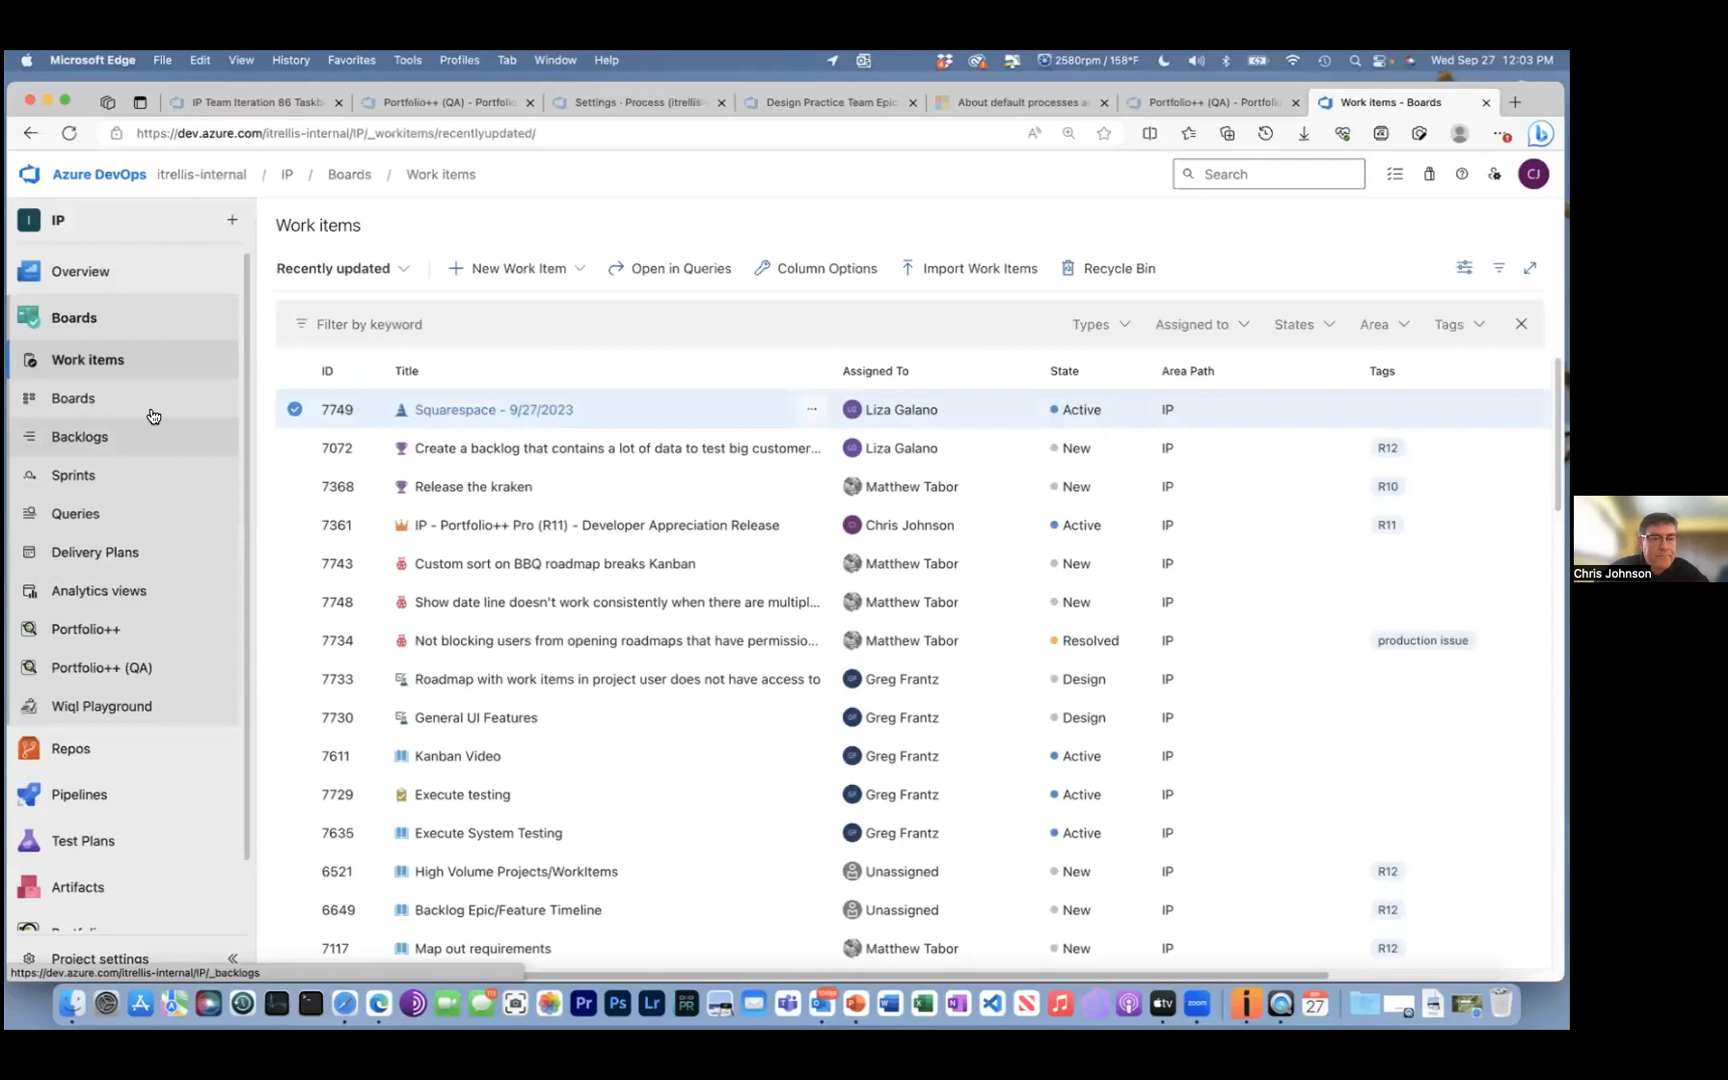 Microsoft Edge File Edit View History Favorites Tools Profiles Tab Window Help 2580rpm / 158°F Wed Sep 27 12:03 PM
IP Team Iteration 86 Taskb Portfolio++ (QA) - Portfolio Settings · Process (itrellis- Design Practice Team Epic About default processes a Portfolio++ (QA) - Portfolio Work items - Boards
https://dev.azure.com/itrellis-internal/IP/_workitems/recentlyupdated/
Azure DevOps itrellis-internal / IP / Boards / Work items Search CJ
I IP
Overview
Boards
Work items
Boards
Backlogs
Sprints
Queries
Delivery Plans
Analytics views
Portfolio++
Portfolio++ (QA)
Wiql Playground
Repos
Pipelines
Test Plans
Artifacts
Project settings
https://dev.azure.com/itrellis-internal/IP/_backlogs
Work items
Recently updated New Work Item Open in Queries Column Options Import Work Items Recycle Bin
Filter by keyword Types Assigned to States Area Tags
ID Title Assigned To State Area Path Tags
7749 Squarespace - 9/27/2023 ... Liza Galano Active IP
7072 Create a backlog that contains a lot of data to test big customer... Liza Galano New IP R12
7368 Release the kraken Matthew Tabor New IP R10
7361 IP - Portfolio++ Pro (R11) - Developer Appreciation Release Chris Johnson Active IP R11
7743 Custom sort on BBQ roadmap breaks Kanban Matthew Tabor New IP
7748 Show date line doesn't work consistently when there are multipl... Matthew Tabor New IP
7734 Not blocking users from opening roadmaps that have permissio... Matthew Tabor Resolved IP production issue
7733 Roadmap with work items in project user does not have access to Greg Frantz Design IP
7730 General UI Features Greg Frantz Design IP
7611 Kanban Video Greg Frantz Active IP
7729 Execute testing Greg Frantz Active IP
7635 Execute System Testing Greg Frantz Active IP
6521 High Volume Projects/WorkItems Unassigned New IP R12
6649 Backlog Epic/Feature Timeline Unassigned New IP R12
7117 Map out requirements Matthew Tabor New IP R12
Chris Johnson
Pr Ps Lr PR tv zoom i 27